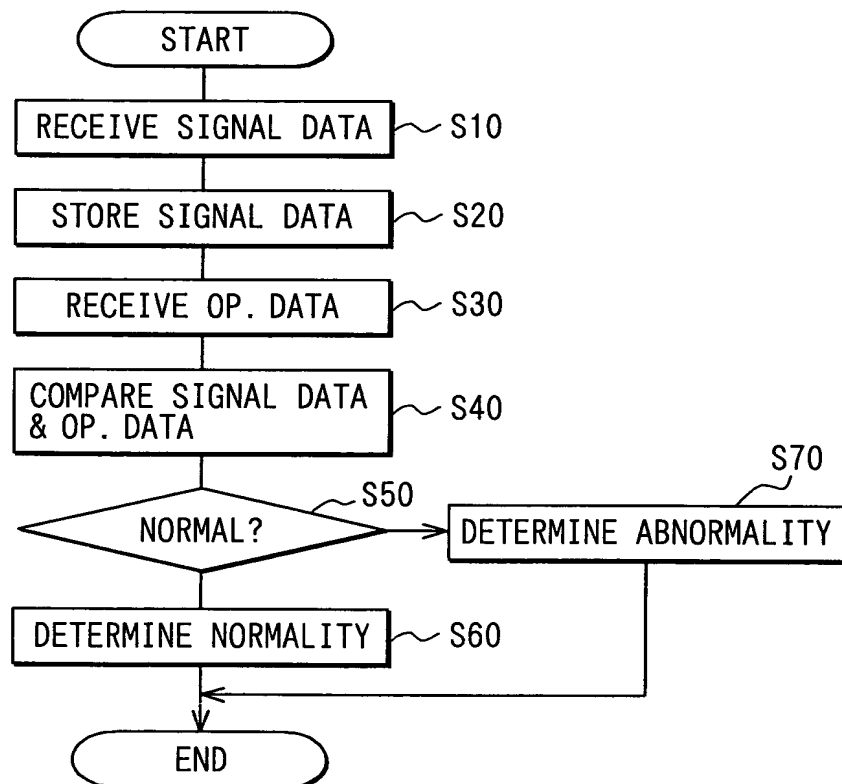 START
RECEIVE SIGNAL DATA
S10
STORE SIGNAL DATA
S20
RECEIVE OP. DATA
S30
COMPARE SIGNAL DATA
& OP. DATA
S40
NORMAL?
S50
DETERMINE ABNORMALITY
S70
DETERMINE NORMALITY
S60
END